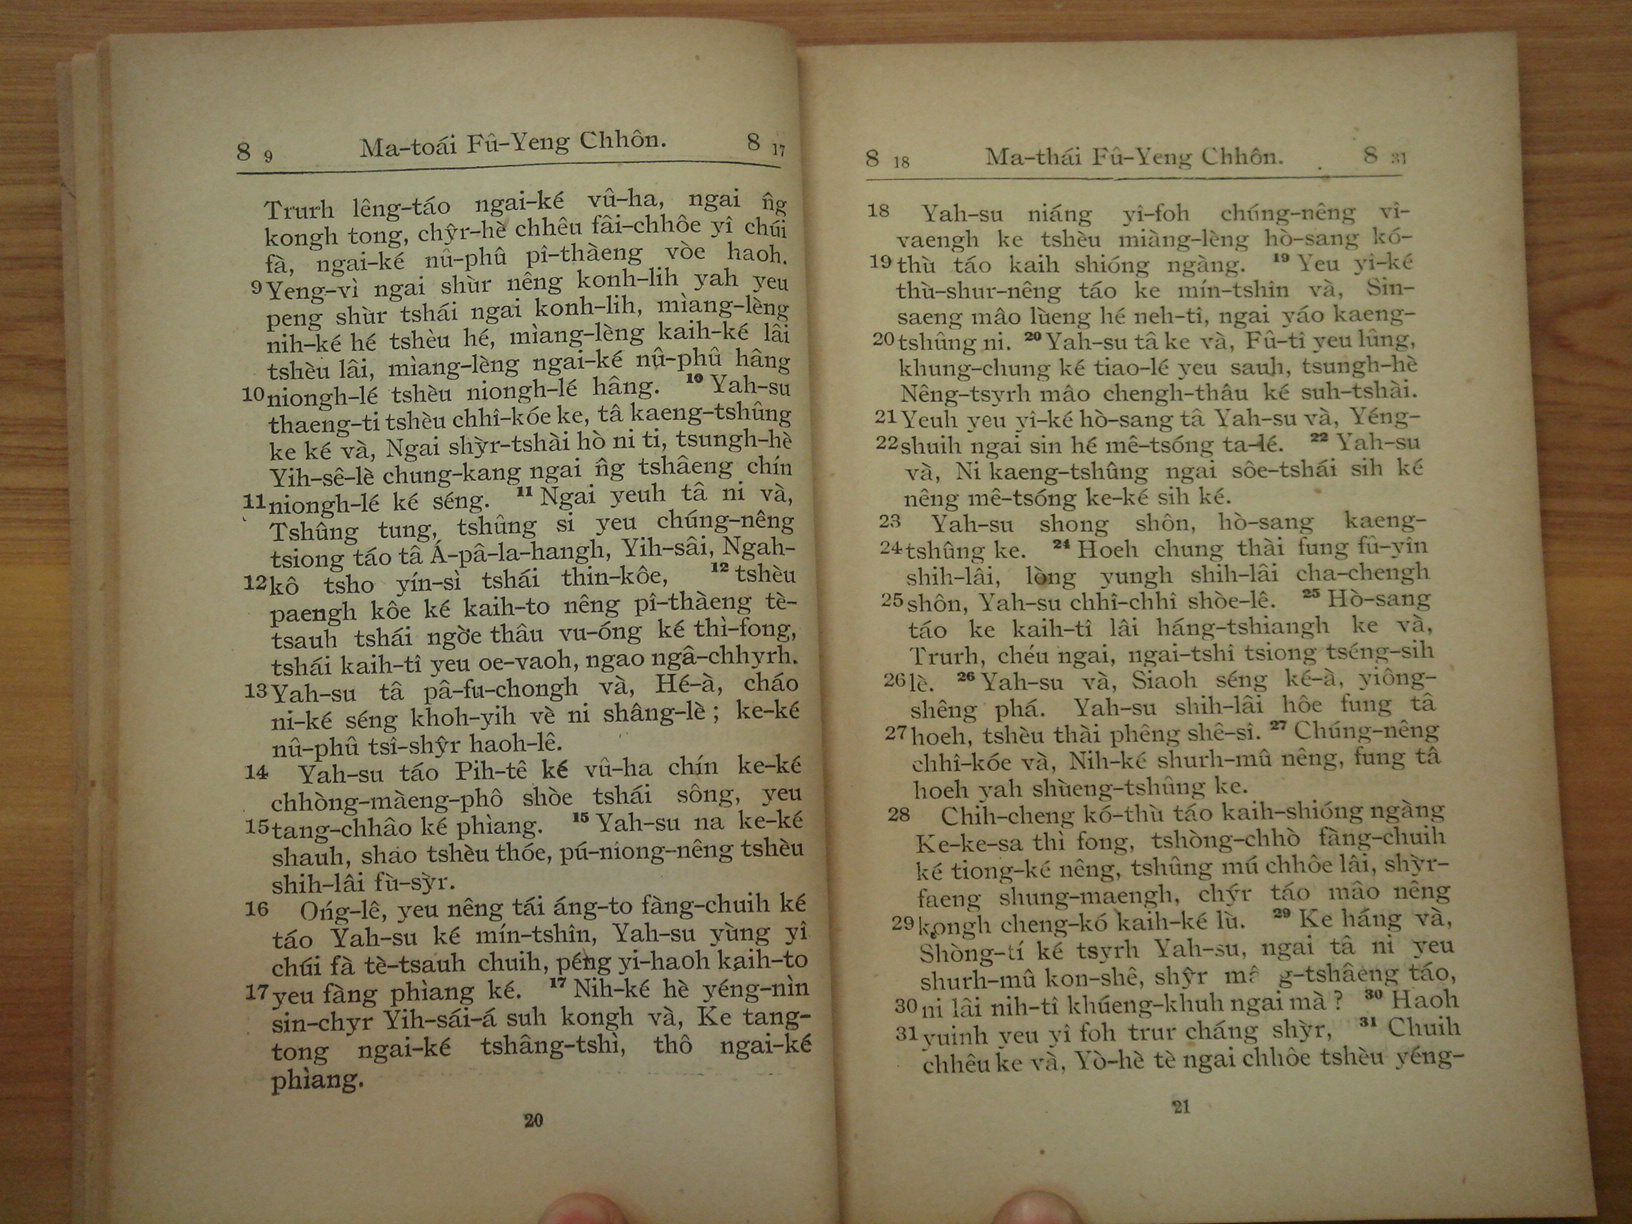 8 9 Ma-toái Fû-Yeng Chhôn. 8 17
Trurh lêng-táo ngai-ké vû-ha, ngai n̂g
kongh tong, chŷr-hè chhêu fâi-chhôe yî chúi
fà, ngai-ké nû-phû pî-thàeng vòe haoh.
9 Yeng-vì ngai shùr nêng konh-lih yah yeu
peng shùr tshái ngai konh-lih, mìang-lèng
nih-ké hé tshèu hé, mìang-lèng kaih-ké lâi
tshèu lâi, mìang-lèng ngai-ké nû-phû hâng
10 niongh-lé tshèu niongh-lé hâng. 10 Yah-su
thaeng-ti tshèu chhî-kóe ke, tâ kaeng-tshûng
ke ké và, Ngai shỳr-tshài hò ni ti, tsungh-hè
Yih-sê-lè chung-kang ngai n̂g tshâeng chín
11 niongh-lé ké séng. 11 Ngai yeuh tâ ni và,
Tshûng tung, tshûng si yeu chúng-nêng
tsiong táo tâ Á-pâ-la-hangh, Yih-sâi, Ngah-
12 kô tsho yín-sì tshái thin-kôe, 12 tshèu
paengh kôe ké kaih-to nêng pî-thàeng tè-
tsauh tshái ngờe thâu vu-óng ké thì-fong,
tshái kaih-tî yeu oe-vaoh, ngao ngâ-chhyrh.
13 Yah-su tâ pâ-fu-chongh và, Hé-à, cháo
ni-ké séng khoh-yih vè ni shâng-lè; ke-ké
nû-phû tsî-shŷr haoh-lê.
14 Yah-su táo Pih-tê ké vû-ha chín ke-ké
chhòng-màeng-phô shòe tshái sông, yeu
15 tang-chhâo ké phìang. 15 Yah-su na ke-ké
shauh, shao tshèu thóe, pú-niong-nêng tshèu
shih-lâi fù-sỳr.
16 Ońg-lê, yeu nêng tái áng-to fàng-chuih ké
táo Yah-su ké mín-tshîn, Yah-su yùng yî
chúi fà tè-tsauh chuih, péng yi-haoh kaih-to
17 yeu fàng phìang ké. 17 Nih-ké hè yéng-nìn
sin-chyr Yih-sái-á suh kongh và, Ke tang-
tong ngai-ké tshâng-tshì, thô ngai-ké
phìang.
20
8 18 Ma-thái Fû-Yeng Chhôn. 8 31
18 Yah-su niáng yî-foh chúng-nêng vî-
vaengh ke tshèu miàng-lèng hò-sang kó-
19 thù táo kaih shióng ngàng. 19 Yeu yî-ké
thù-shur-nêng táo ke mín-tshin và, Sin-
saeng mâo lùeng hé neh-tî, ngai yáo kaeng-
20 tshûng ni. 20 Yah-su tâ ke và, Fû-tî yeu lûng,
khung-chung ké tiao-lé yeu sauh, tsungh-hè
Nêng-tsyrh mâo chengh-thâu ké suh-tshài.
21 Yeuh yeu yî-ké hò-sang tâ Yah-su và, Yéng-
22 shuih ngai sin hé mê-tsóng ta-lé. 22 Yah-su
và, Ni kaeng-tshûng ngai sôe-tshái sih ké
nêng mê-tsóng ke-ké sih ké.
23 Yah-su shong shôn, hò-sang kaeng-
24 tshûng ke. 24 Hoeh chung thài fung fû-yîn
shih-lâi, lòng yungh shih-lâi cha-chengh
25 shôn, Yah-su chhî-chhî shòe-lê. 25 Hò-sang
táo ke kaih-tî lâi háng-tshiangh ke và,
Trurh, chéu ngai, ngai-tshî tsiong tséng-sih
26 lè. 26 Yah-su và, Siaoh séng ké-à, yiông-
shêng phá. Yah-su shih-lâi hôe fung tâ
27 hoeh, tshèu thài phêng shê-sî. 27 Chúng-nêng
chhî-kóe và, Nih-ké shurh-mû nêng, fung tâ
hoeh yah shùeng-tshûng ke.
28 Chih-cheng kó-thù táo kaih-shióng ngàng
Ke-ke-sa thì fong, tshòng-chhò fàng-chuih
ké tiong-ké nêng, tshûng mú chhôe lâi, shỳr-
faeng shung-maengh, chýr táo mâo nêng
29 kongh cheng-kó kaih-ké lù. 29 Ke háng và,
Shòng-tí ké tsyrh Yah-su, ngai tâ ni yeu
shurh-mû kon-shê, shŷr mâ g-tshâeng táo,
30 ni lâi nih-tî khúeng-khuh ngai mà? 30 Haoh
31 yuinh yeu yî foh trur cháng shỳr, 31 Chuih
chhêu ke và, Yò-hè tè ngai chhôe tshèu yéng-
21